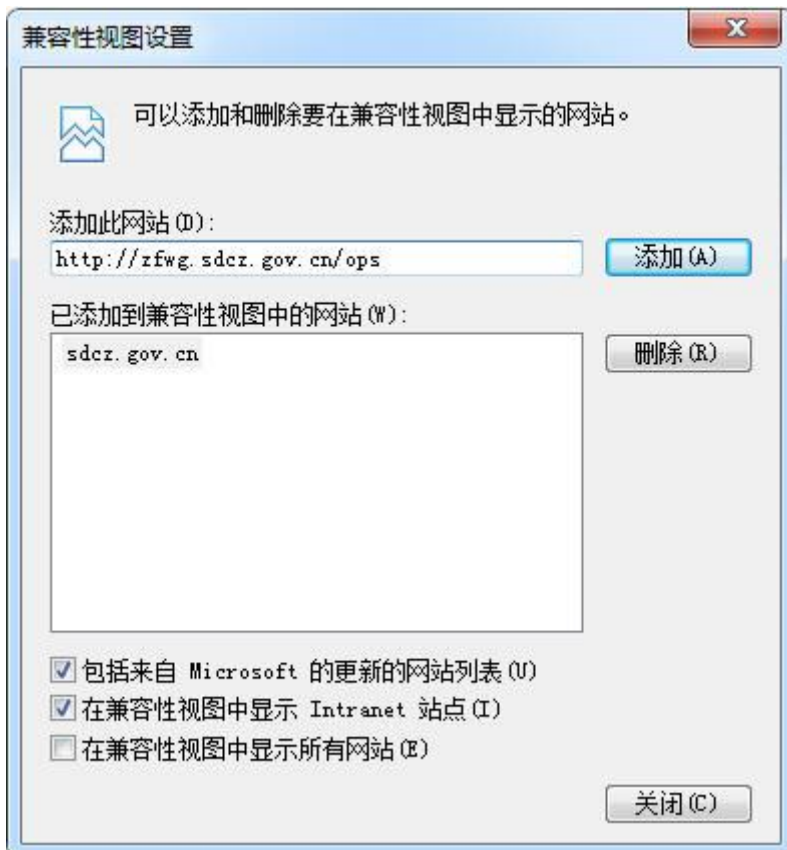 兼容性视图设置
可以添加和删除要在兼容性视图中显示的网站。
添加此网站(D):
http://zfwg.sdcz.gov.cn/ops
添加(A)
已添加到兼容性视图中的网站(W):
sdcz.gov.cn
删除(R)
包括来自 Microsoft 的更新的网站列表(U)
在兼容性视图中显示 Intranet 站点(I)
在兼容性视图中显示所有网站(E)
关闭(C)